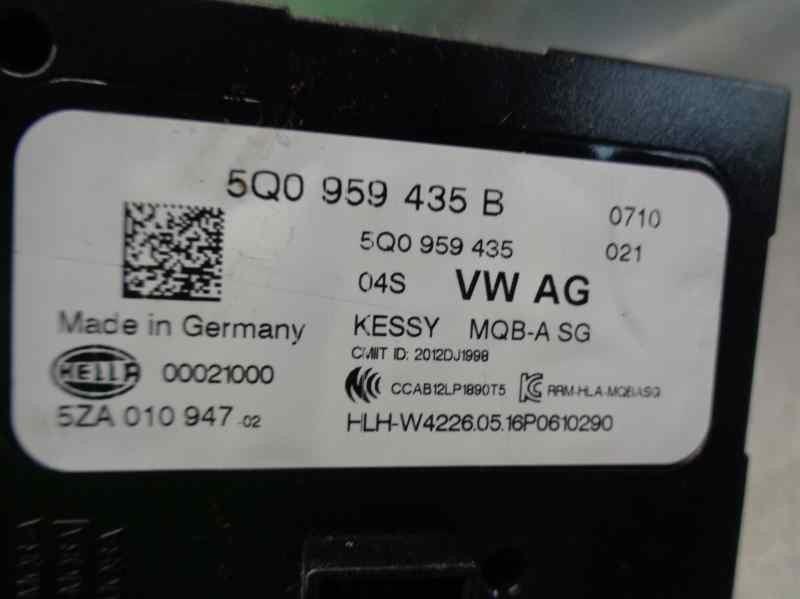 5Q0 959 435 B
0710
5Q0 959 435
021
04S
VW AG
Made in Germany
KESSY MQB-A SG
CMIIT ID: 2012DJ1998
HELLA
00021000
CCAB12LP1890T5
RRM-HLA-MQBASG
5ZA 010 947-02
HLH-W4226.05.16P0610290